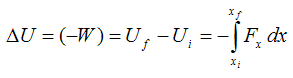 ΔU = (−W) = U_f − U_i = −∫_{x_i}^{x_f} F_x dx